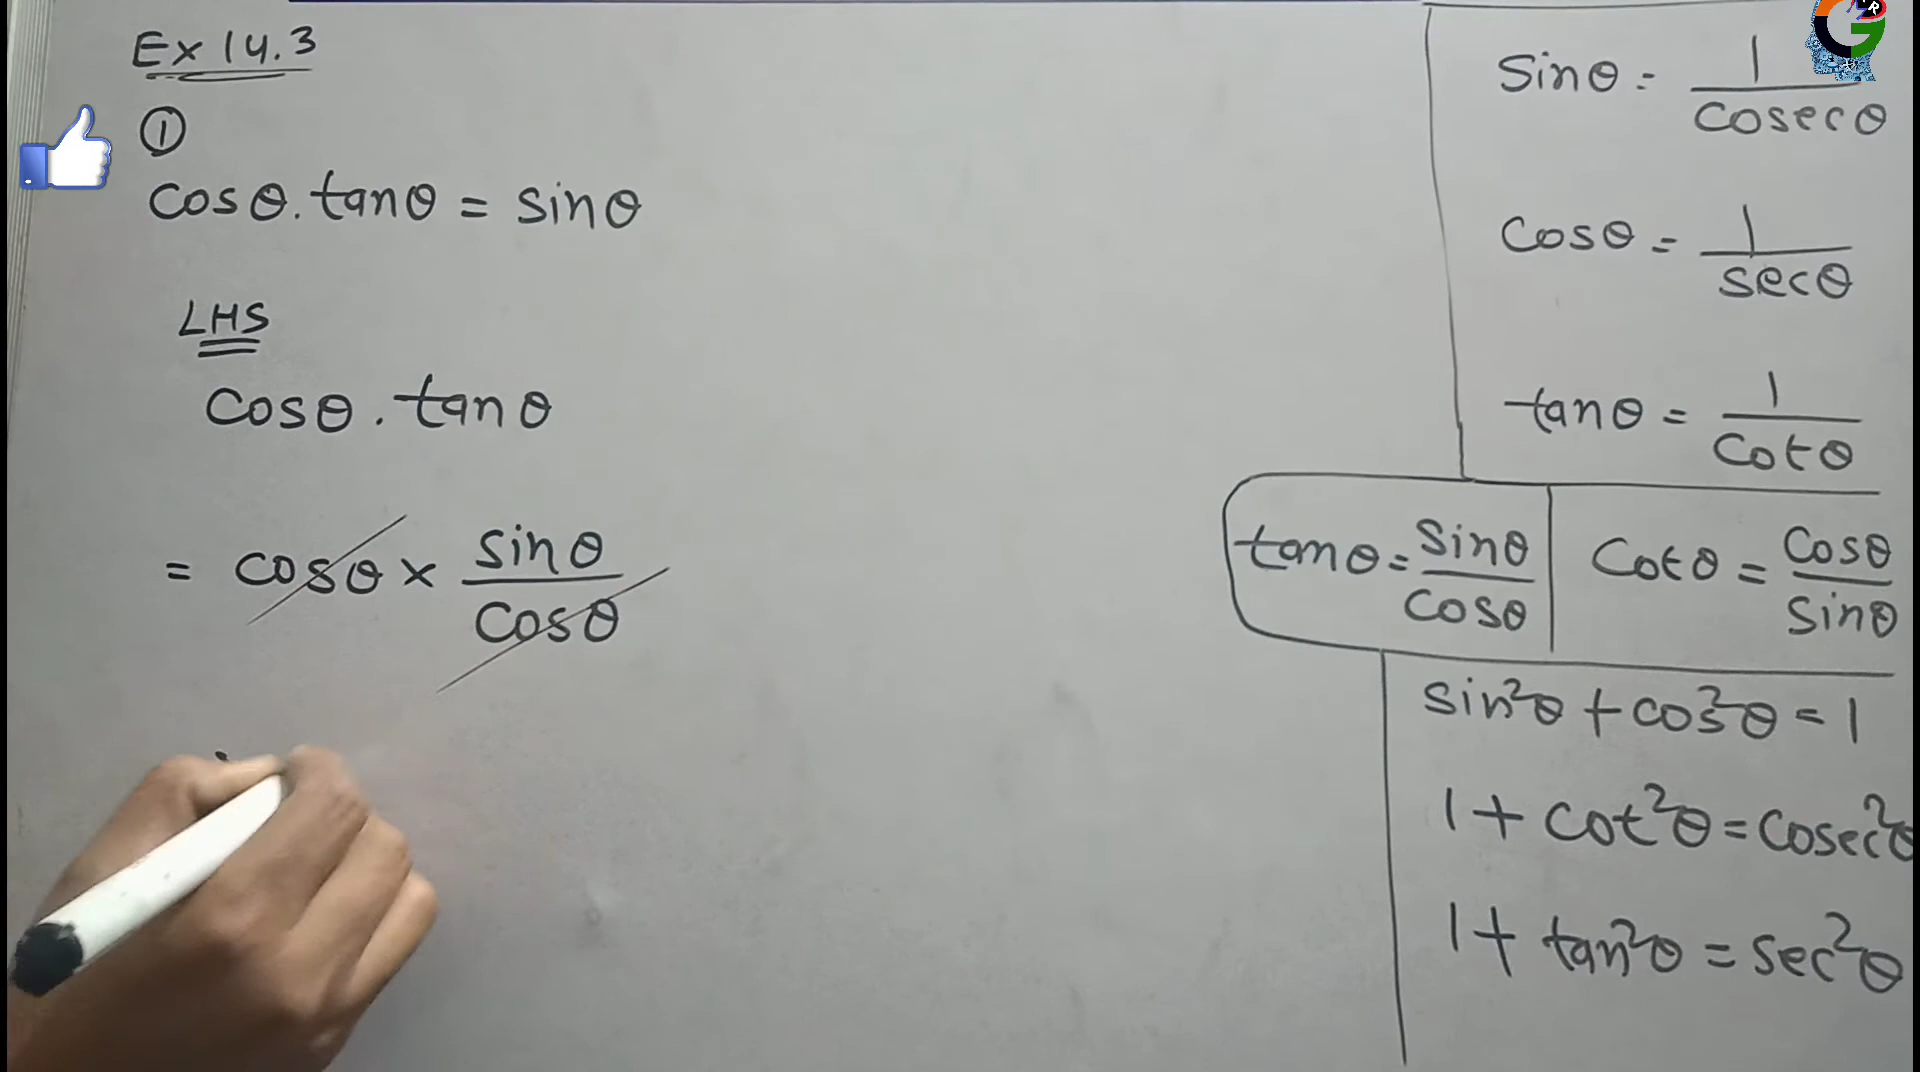 Ex 14.3
①
cosθ.tanθ = sinθ
LHS
cosθ . tanθ
= cosθ × sinθ/cosθ
sinθ = 1/cosecθ
cosθ = 1/secθ
tanθ = 1/cotθ
tanθ = sinθ/cosθ
cotθ = cosθ/sinθ
sin²θ + cos²θ = 1
1 + cot²θ = cosec²θ
1 + tan²θ = sec²θ